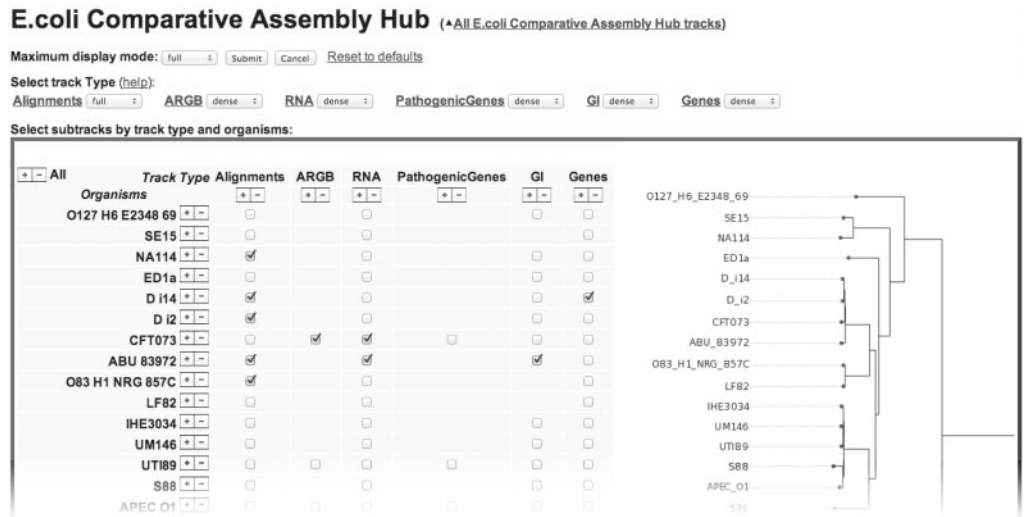 E.coli Comparative Assembly Hub (▲All E.coli Comparative Assembly Hub tracks)
Maximum display mode: full Submit Cancel Reset to defaults
Select track Type (help):
Alignments full ARGB dense RNA dense PathogenicGenes dense GI dense Genes dense
Select subtracks by track type and organisms:
+ - All Track Type Alignments ARGB RNA PathogenicGenes GI Genes
Organisms + - + - + - + - + - + -
O127 H6 E2348 69 + -
SE15 + -
NA114 + -
ED1a + -
D i14 + -
D i2 + -
CFT073 + -
ABU 83972 + -
O83 H1 NRG 857C + -
LF82 + -
IHE3034 + -
UM146 + -
UTI89 + -
S88 + -
APEC O1 + -
O127_H6_E2348_69
SE15
NA114
ED1a
D_i14
D_i2
CFT073
ABU_83972
O83_H1_NRG_857C
LF82
IHE3034
UM146
UTI89
S88
APEC_O1
536